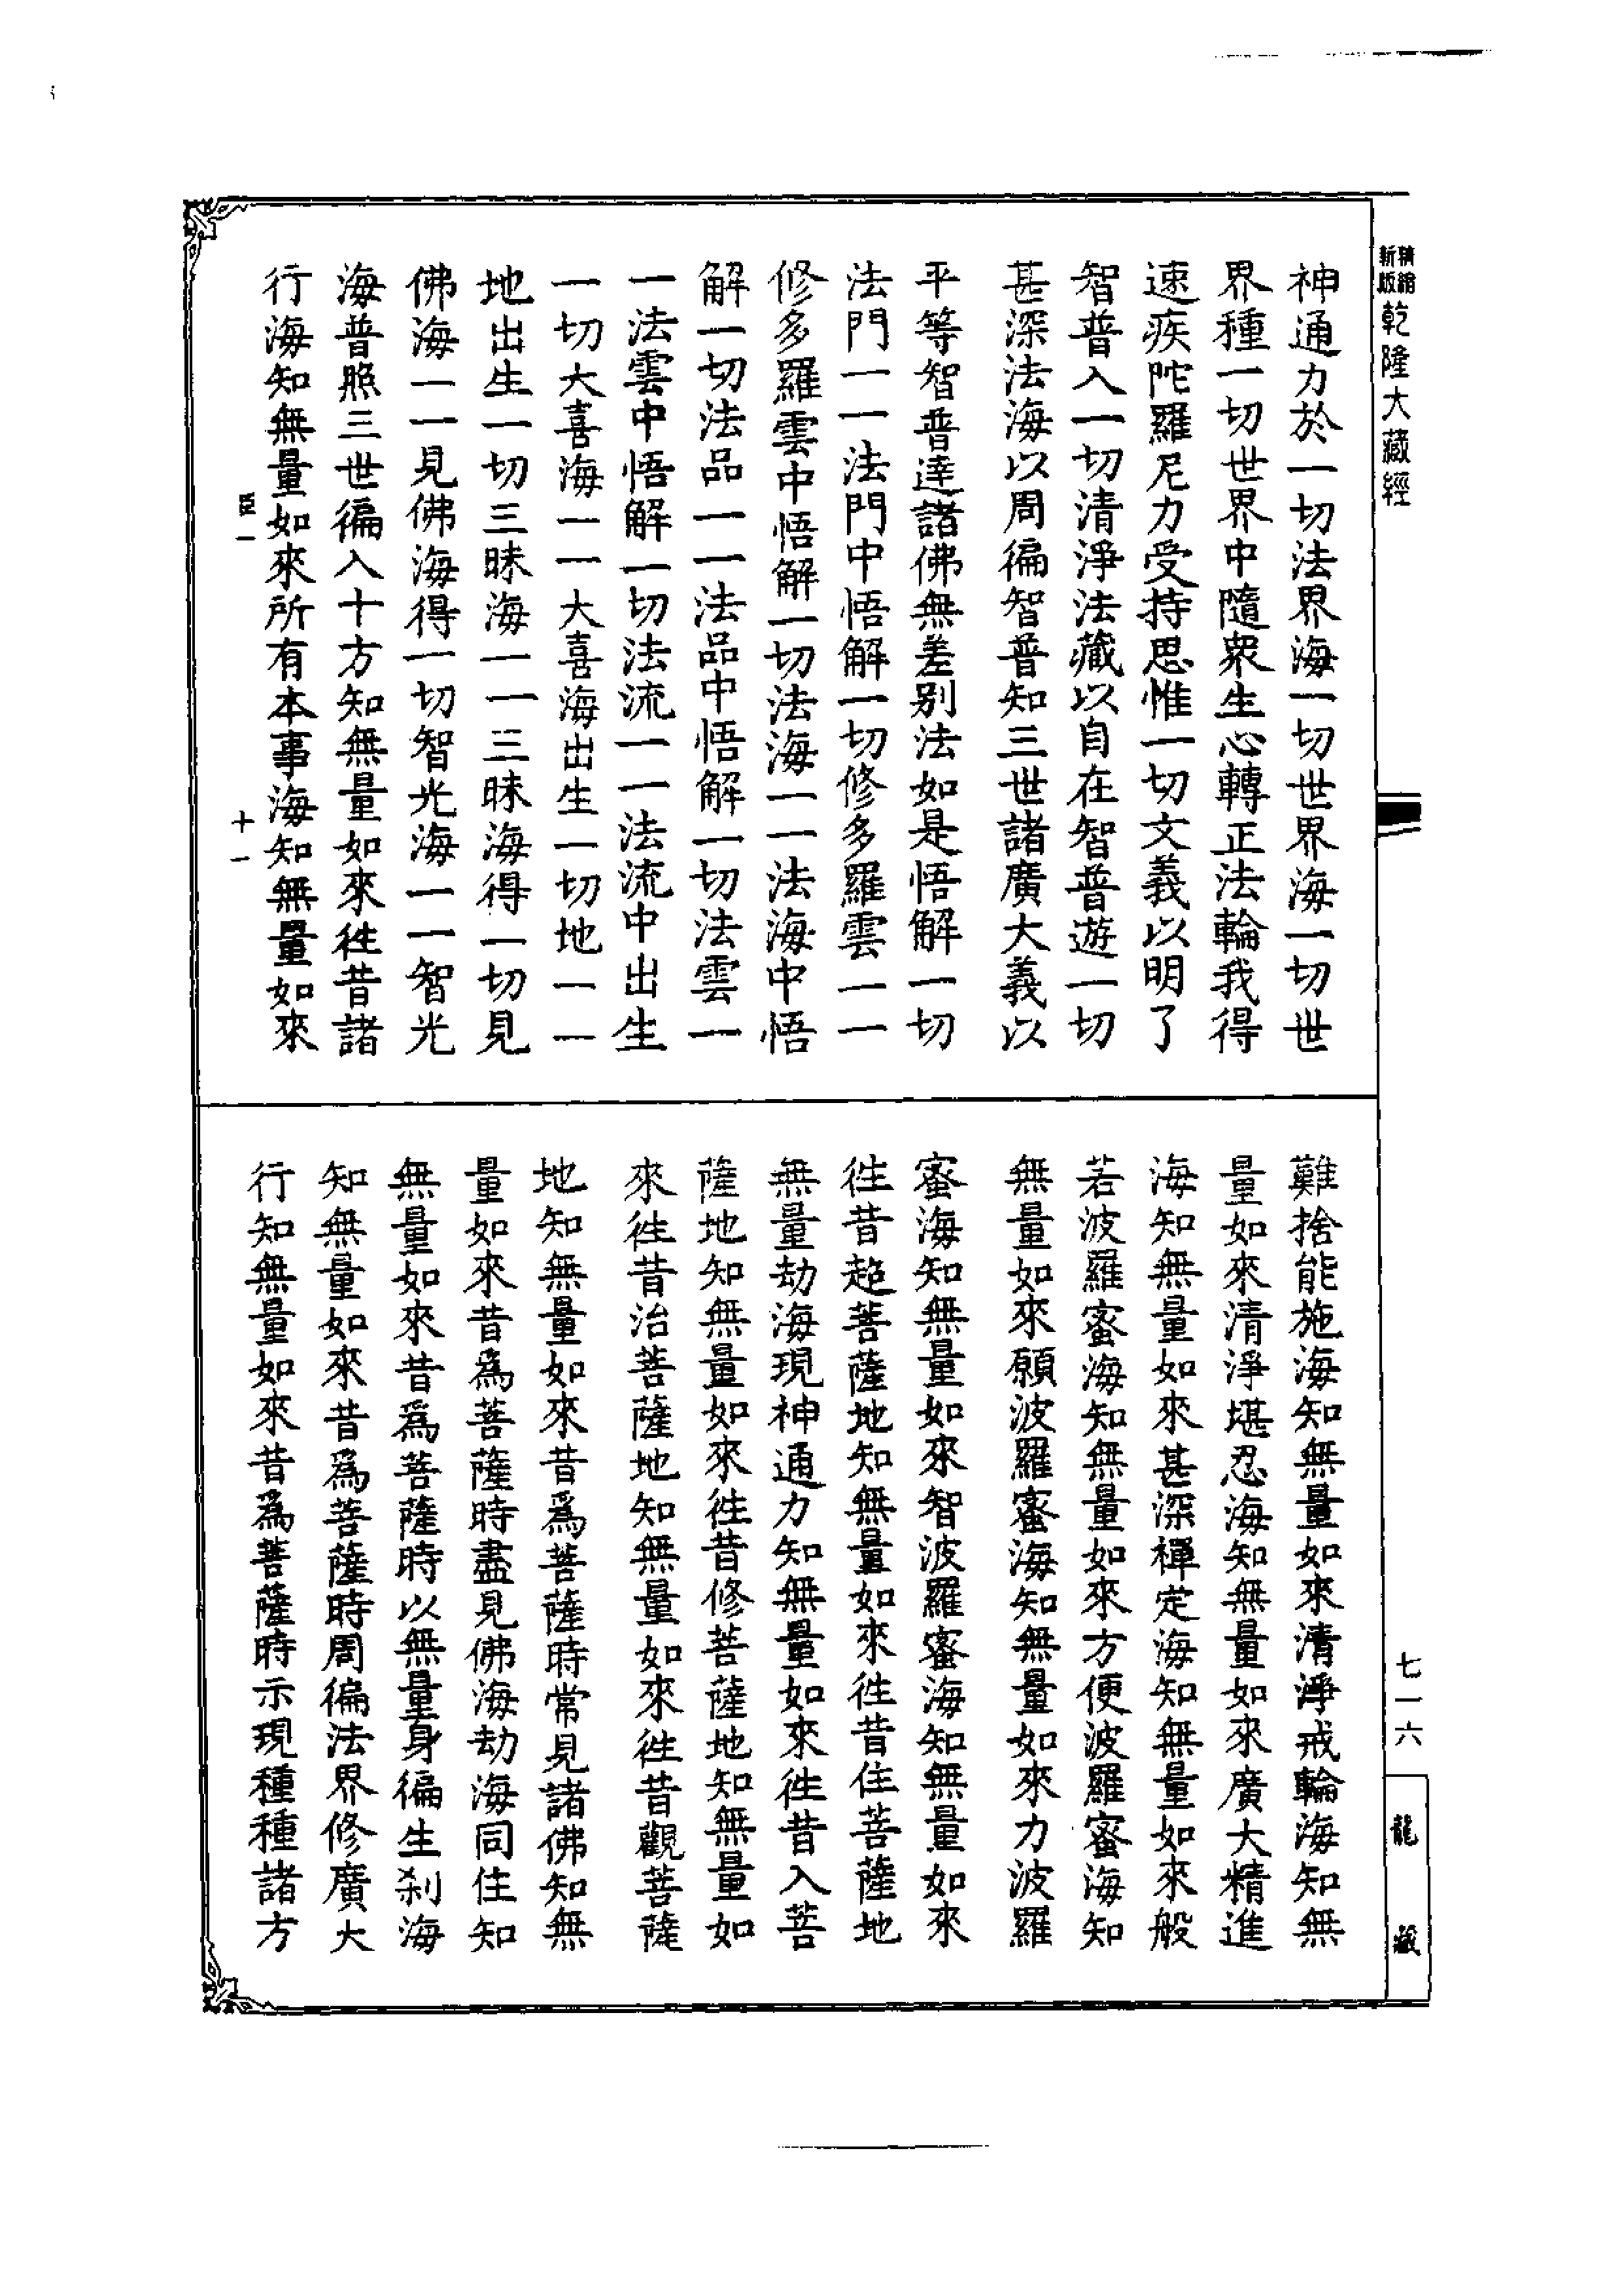 精縮
新版
乾隆大藏經
神通力於一切法界海一切世界海一切世
界種一切世界中隨衆生心轉正法輪我得
速疾陀羅尼力受持思惟一切文義以明了
智普入一切清淨法藏以自在智普遊一切
甚深法海以周徧智普知三世諸廣大義以
平等智普達諸佛無差別法如是悟解一切
法門一一法門中悟解一切修多羅雲一一
修多羅雲中悟解一切法海一一法海中悟
解一切法品一一法品中悟解一切法雲一
一法雲中悟解一切法流一一法流中出生
一切大喜海一一大喜海出生一切地一一
地出生一切三昧海一一三昧海得一切見
佛海一一見佛海得一切智光海一一智光
海普照三世徧入十方知無量如來徃昔諸
行海知無量如來所有本事海知無量如來
臣一
十一
難捨能施海知無量如來清淨戒輪海知無
量如來清淨堪忍海知無量如來廣大精進
海知無量如來甚深禪定海知無量如來般
若波羅蜜海知無量如來方便波羅蜜海知
無量如來願波羅蜜海知無量如來力波羅
蜜海知無量如來智波羅蜜海知無量如來
徃昔超菩薩地知無量如來徃昔住菩薩地
無量劫海現神通力知無量如來徃昔入菩
薩地知無量如來徃昔修菩薩地知無量如
來徃昔治菩薩地知無量如來徃昔觀菩薩
地知無量如來昔爲菩薩時常見諸佛知無
量如來昔爲菩薩時盡見佛海劫海同住知
無量如來昔爲菩薩時以無量身徧生刹海
知無量如來昔爲菩薩時周徧法界修廣大
行知無量如來昔爲菩薩時示現種種諸方
七一六
龍藏